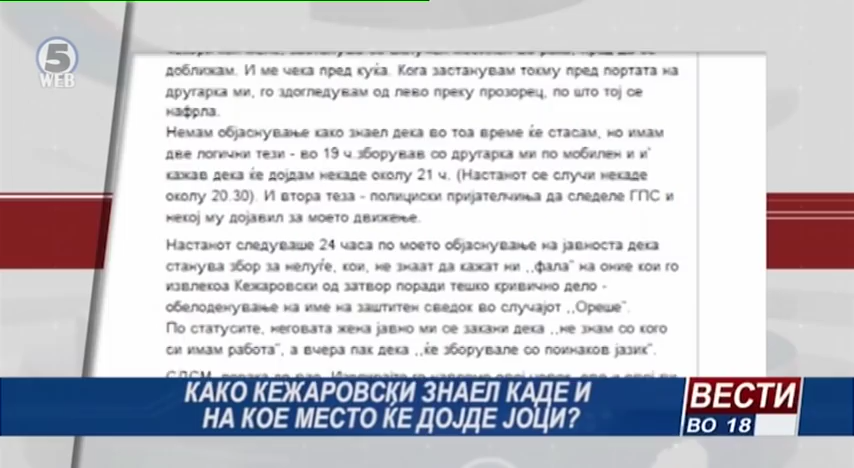 5
WEB
доближам. И ме чека пред куќа. Кога застанувам токму пред портата на
другарка ми, го здогледувам од лево преку прозорец, по што тој се
нафрла.
Немам објаснување како знаел дека во тоа време ќе стасам, но имам
две логични тези - во 19 ч.зборував со другарка ми по мобилен и и'
кажав дека ќе дојдам некаде околу 21 ч. (Настанот се случи некаде
околу 20.30). И втора теза - полициски пријателчиња да следеле ГПС и
некој му дојавил за моето движење.
Настанот следуваше 24 часа по моето објаснување на јавноста дека
станува збор за нелуѓе, кои, не знаат да кажат ни ,,фала" на оние кои го
извлекоа Кежаровски од затвор поради тешко кривично дело -
обелоденување на име на заштитен сведок во случајот ,,Ореше".
По статусите, неговата жена јавно ми се закани дека ,,не знам со кого
си имам работа", а вчера пак дека ,,ќе зборувале со поинаков јазик".
КАКО КЕЖАРОВСКИ ЗНАЕЛ КАДЕ И
НА КОЕ МЕСТО ЌЕ ДОЈДЕ ЈОЦИ?
ВЕСТИ
ВО 18